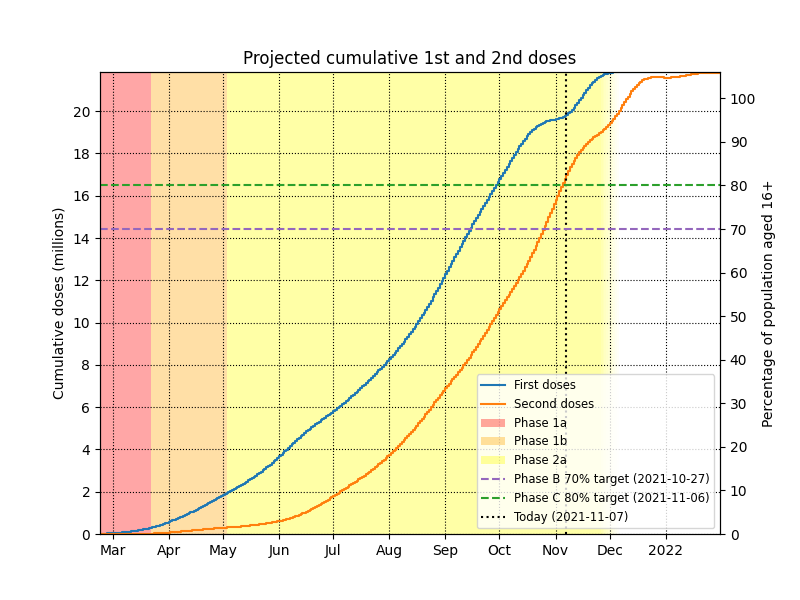 Projected cumulative 1st and 2nd doses
Cumulative doses (millions)
20
18
16
14
12
10
8
6
4
2
0
100
90
80
70
60
50
40
30
20
10
0
Percentage of population aged 16+
First doses
Second doses
Phase 1a
Phase 1b
Phase 2a
Phase B 70% target (2021-10-27)
Phase C 80% target (2021-11-06)
Today (2021-11-07)
Mar Apr May Jun Jul Aug Sep Oct Nov Dec 2022